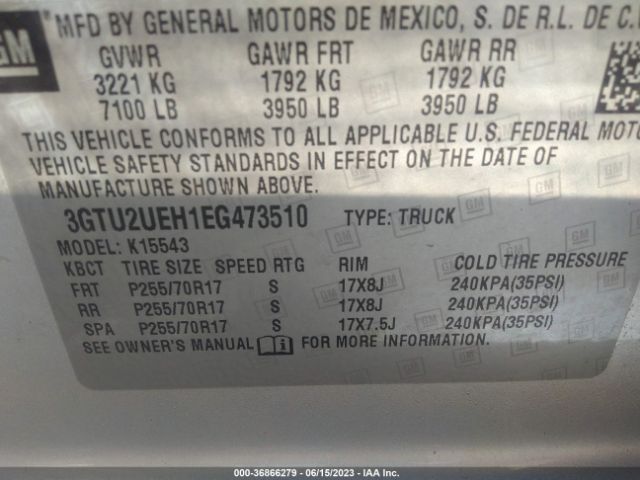 GM
MFD BY GENERAL MOTORS DE MEXICO, S. DE R.L. DE C.
GVWR GAWR FRT GAWR RR
3221 KG 1792 KG 1792 KG
7100 LB 3950 LB 3950 LB
THIS VEHICLE CONFORMS TO ALL APPLICABLE U.S. FEDERAL MOTO
VEHICLE SAFETY STANDARDS IN EFFECT ON THE DATE OF
MANUFACTURE SHOWN ABOVE.
3GTU2UEH1EG473510 TYPE: TRUCK
MODEL: K15543
KBCT TIRE SIZE SPEED RTG RIM COLD TIRE PRESSURE
FRT P255/70R17 S 17X8J 240KPA(35PSI)
RR P255/70R17 S 17X8J 240KPA(35PSI)
SPA P255/70R17 S 17X7.5J 240KPA(35PSI)
SEE OWNER'S MANUAL FOR MORE INFORMATION.
000-36866279 - 06/15/2023 - IAAI.com